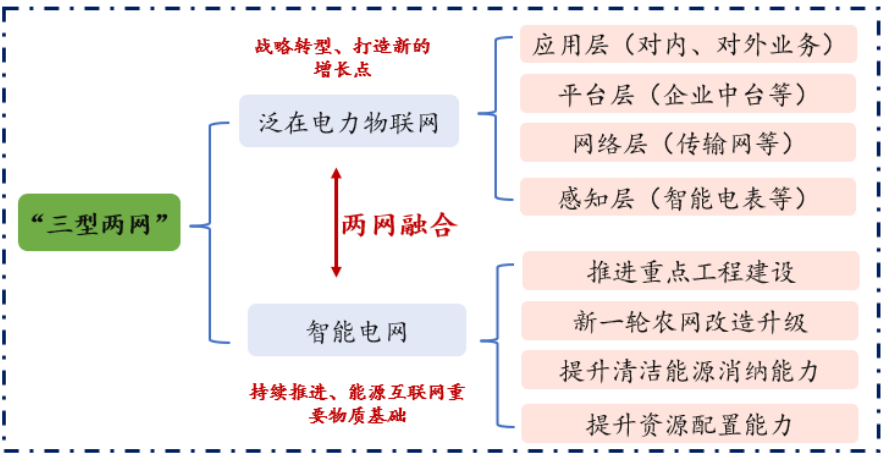 “三型两网”
战略转型、打造新的
增长点
泛在电力物联网
应用层（对内、对外业务）
平台层（企业中台等）
网络层（传输网等）
感知层（智能电表等）
两网融合
智能电网
持续推进、能源互联网重
要物质基础
推进重点工程建设
新一轮农网改造升级
提升清洁能源消纳能力
提升资源配置能力